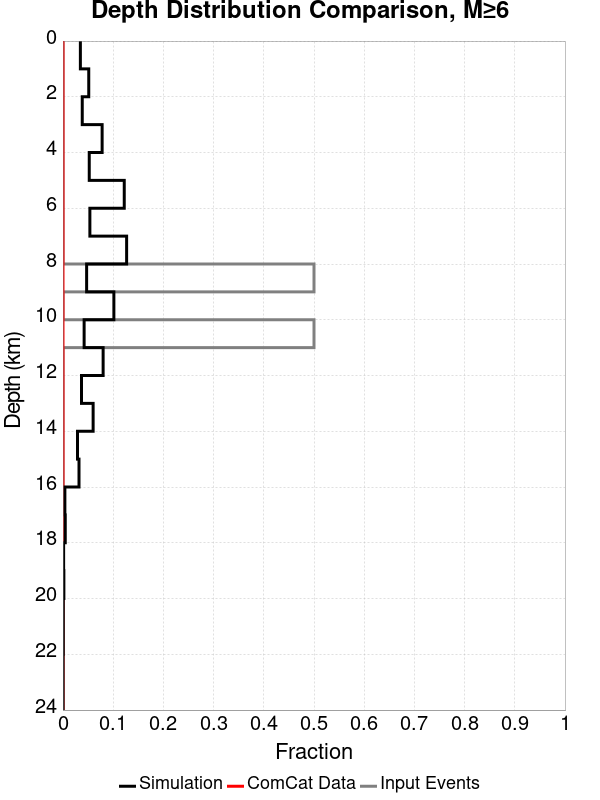 Depth Distribution Comparison, M≥6
0
2
4
6
8
10
12
14
16
18
20
22
24
Depth (km)
0 0.1 0.2 0.3 0.4 0.5 0.6 0.7 0.8 0.9 1
Fraction
Simulation ComCat Data Input Events